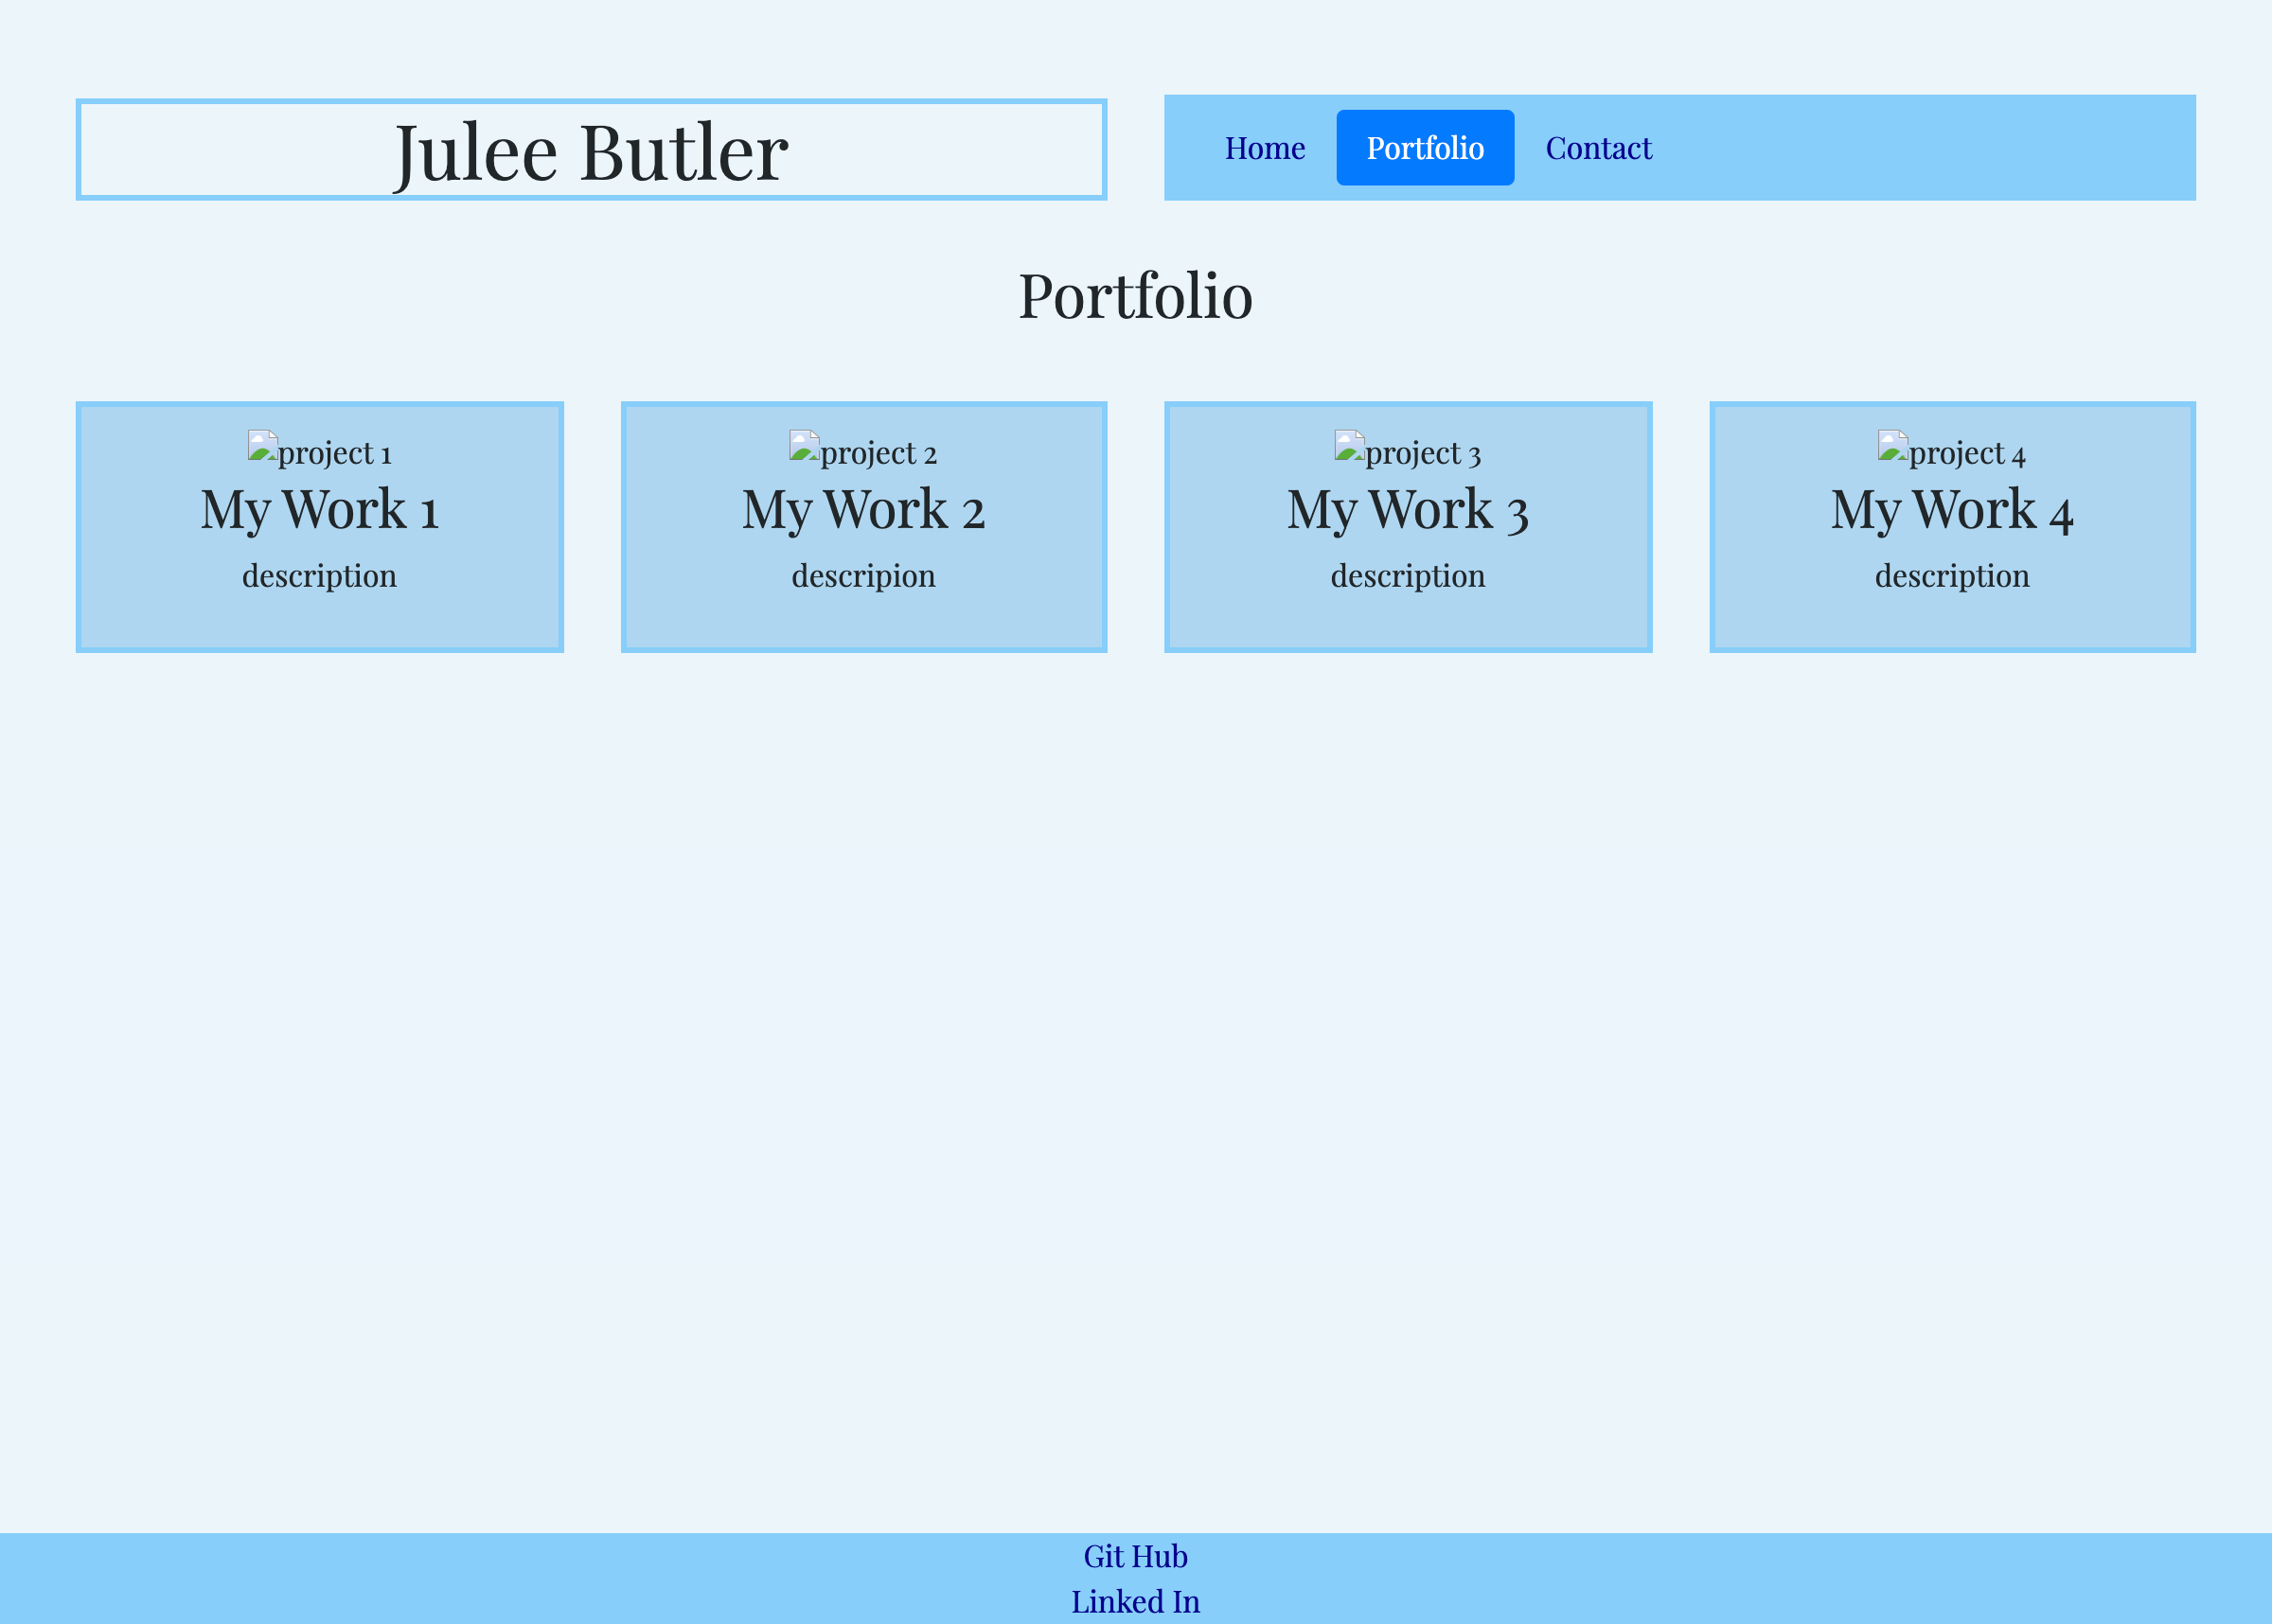 Julee Butler
Home Portfolio Contact
Portfolio
project 1
My Work 1
description
project 2
My Work 2
descripion
project 3
My Work 3
description
project 4
My Work 4
description
Git Hub
Linked In